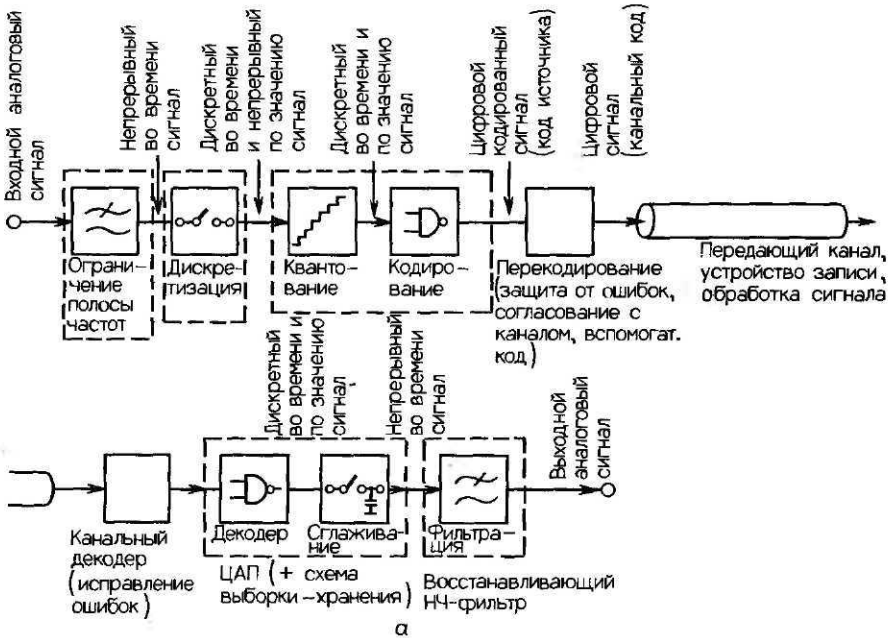 Входной аналоговый
сигнал
Непрерывный
во времени
сигнал
Дискретный
во времени
и непрерывный
по значению
сигнал
Дискретный
во времени и
по значению
сигнал
Цифровой
кодированный
сигнал
(код источника)
Цифровой
сигнал
(канальный код)
Ограни-
чение
полосы
частот
Дискре-
тизация
Кванто-
вание
Кодиро-
вание
Перекодирование
(защита от ошибок,
согласование с
каналом, вспомогат.
код)
Передающий канал,
устройство записи,
обработка сигнала
Дискретный
во времени и
по значению
сигнал
Непрерывный
во времени
сигнал
Выходной
аналоговый
сигнал
Канальный
декодер
(исправление
ошибок)
Декодер
Сглажива-
ние
Фильтра-
ция
ЦАП (+ схема
выборки-хранения)
Восстанавливающий
НЧ-фильтр
а